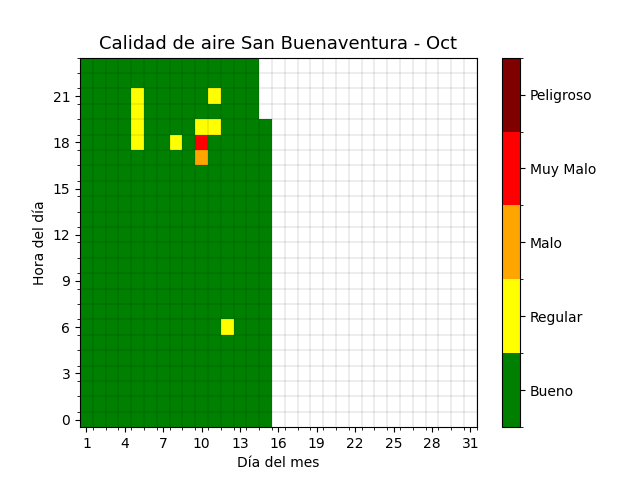 Calidad de aire San Buenaventura - Oct
Hora del día
21
18
15
12
9
6
3
0
1 4 7 10 13 16 19 22 25 28 31
Día del mes
Peligroso
Muy Malo
Malo
Regular
Bueno